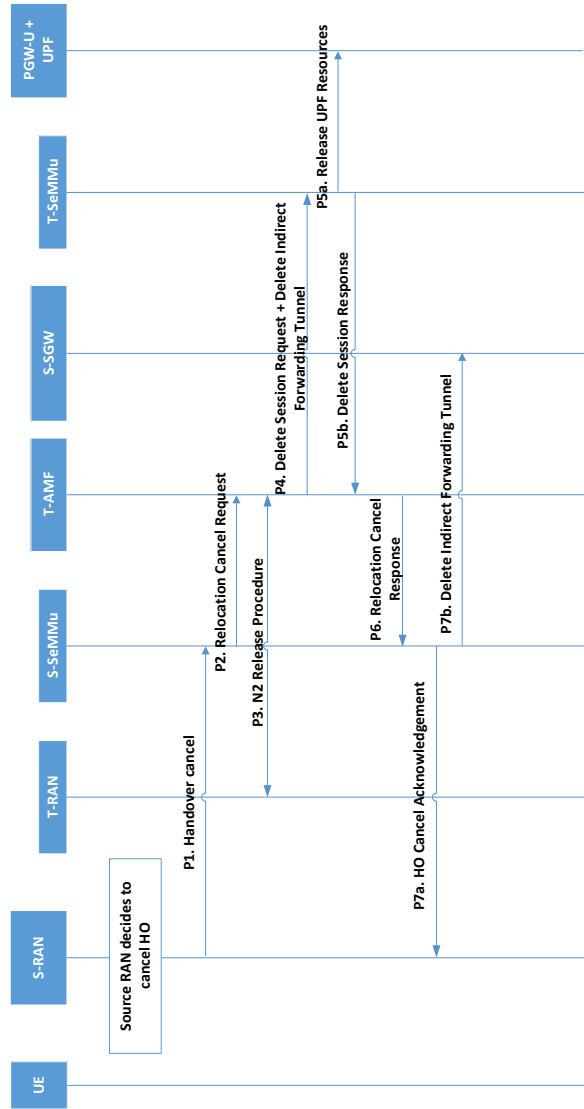 UE
S-RAN
T-RAN
S-SeMMu
T-AMF
S-SGW
T-SeMMu
PGW-U +
UPF
Source RAN decides to
cancel HO
P1. Handover cancel
P2. Relocation Cancel Request
P3. N2 Release Procedure
P4. Delete Session Request + Delete Indirect
Forwarding Tunnel
P5a. Release UPF Resources
P5b. Delete Session Response
P6. Relocation Cancel
Response
P7a. HO Cancel Acknowledgement
P7b. Delete Indirect Forwarding Tunnel